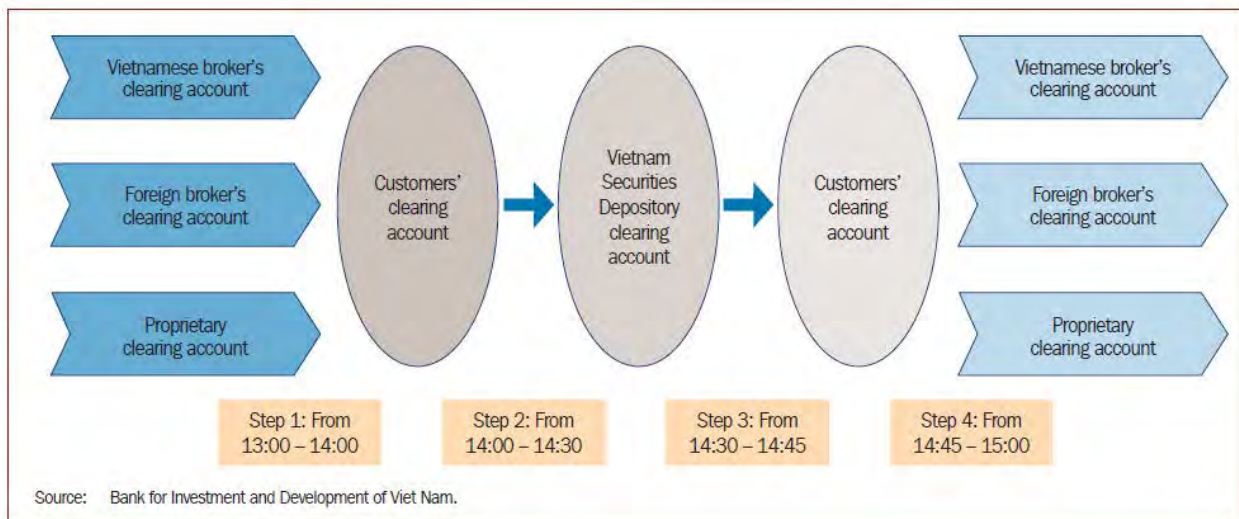 Vietnamese broker's
clearing account
Foreign broker's
clearing account
Proprietary
clearing account
Customers'
clearing
account
Vietnam
Securities
Depository
clearing
account
Customers'
clearing
account
Vietnamese broker's
clearing account
Foreign broker's
clearing account
Proprietary
clearing account
Step 1: From
13:00 – 14:00
Step 2: From
14:00 – 14:30
Step 3: From
14:30 – 14:45
Step 4: From
14:45 – 15:00
Source: Bank for Investment and Development of Viet Nam.